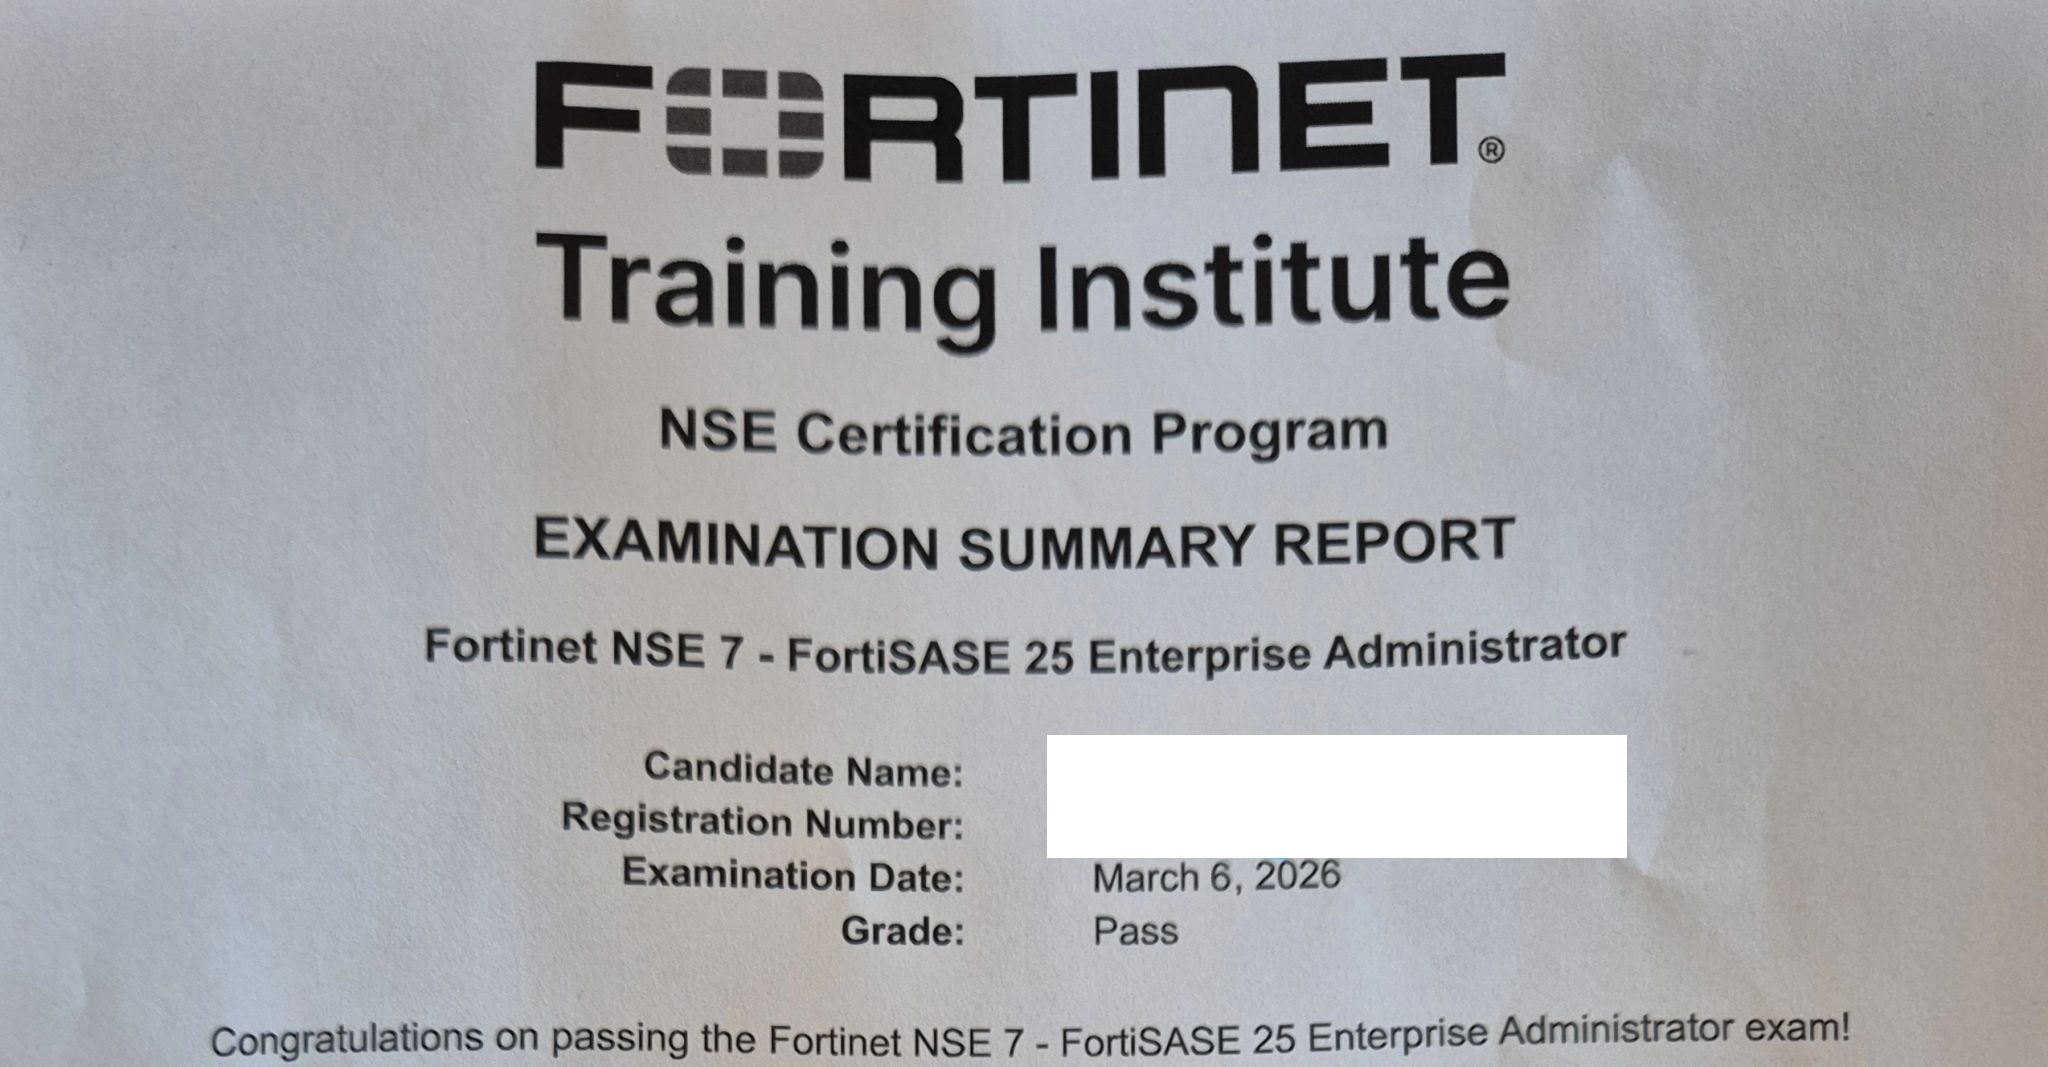 FORTINET®
Training Institute
NSE Certification Program
EXAMINATION SUMMARY REPORT
Fortinet NSE 7 - FortiSASE 25 Enterprise Administrator
Candidate Name:
Registration Number:
Examination Date: March 6, 2026
Grade: Pass
Congratulations on passing the Fortinet NSE 7 - FortiSASE 25 Enterprise Administrator exam!